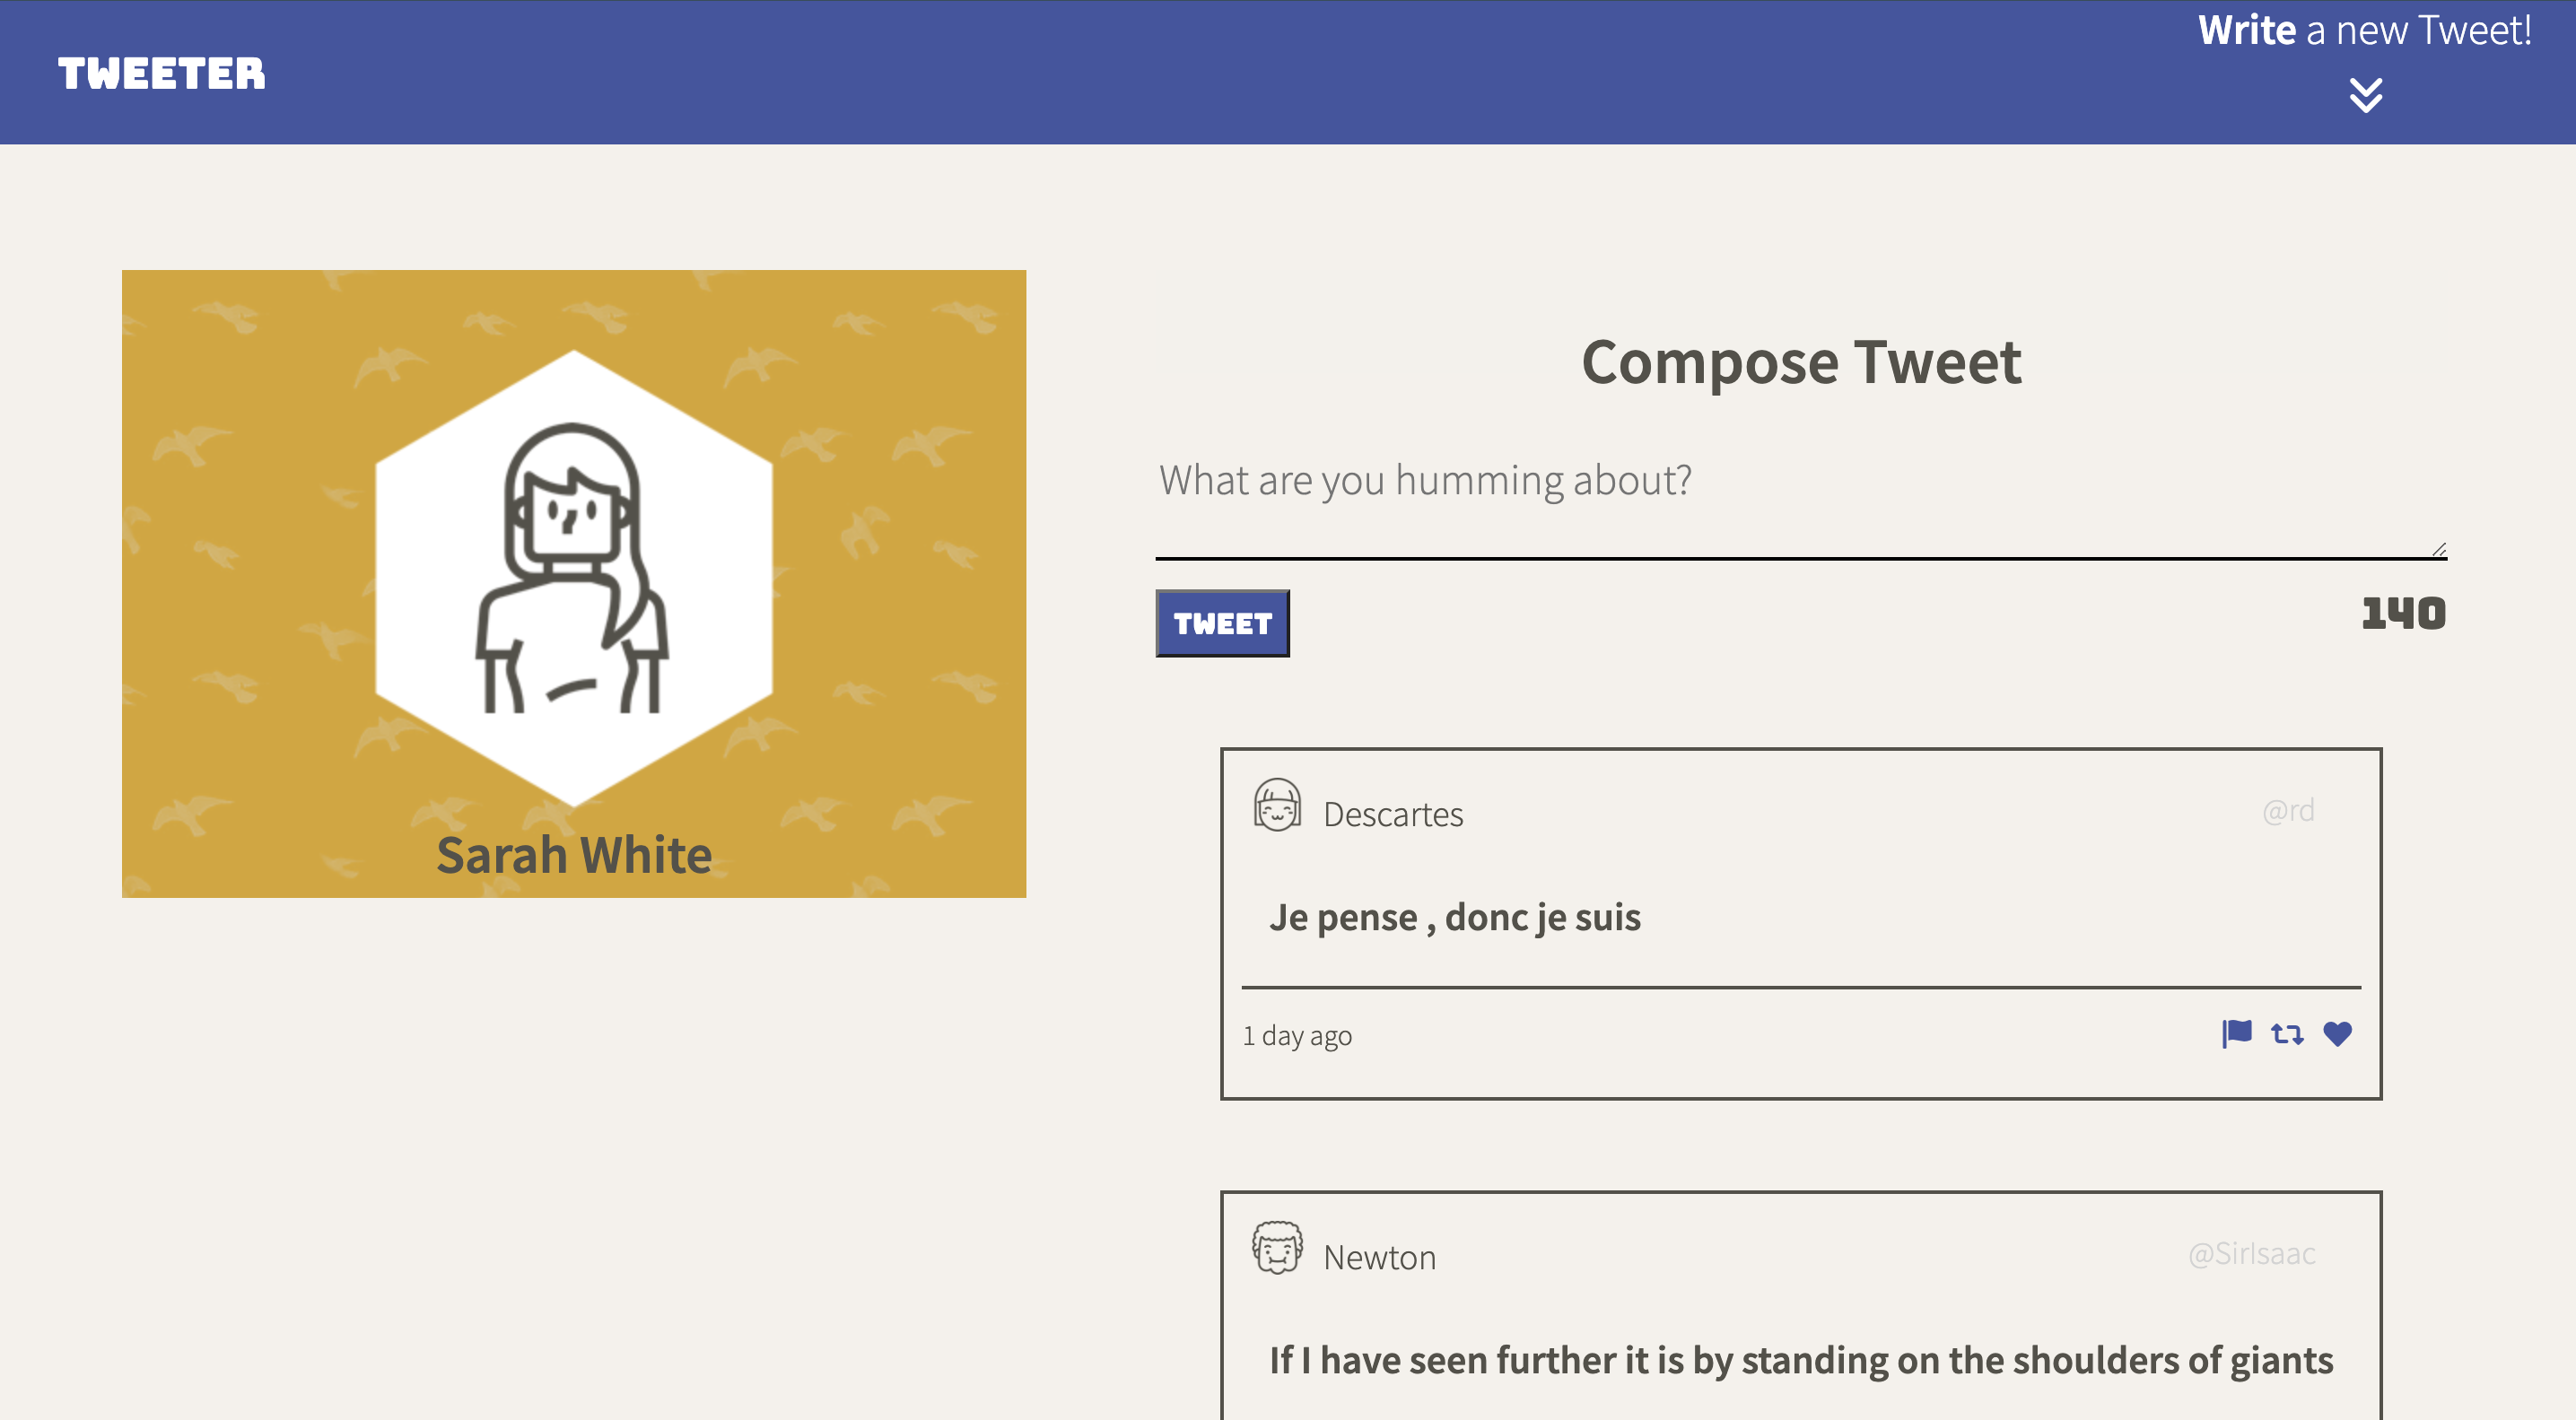 TWEETER
Write a new Tweet!
Sarah White
Compose Tweet
What are you humming about?
TWEET
140
Descartes
@rd
Je pense , donc je suis
1 day ago
Newton
@SirIsaac
If I have seen further it is by standing on the shoulders of giants